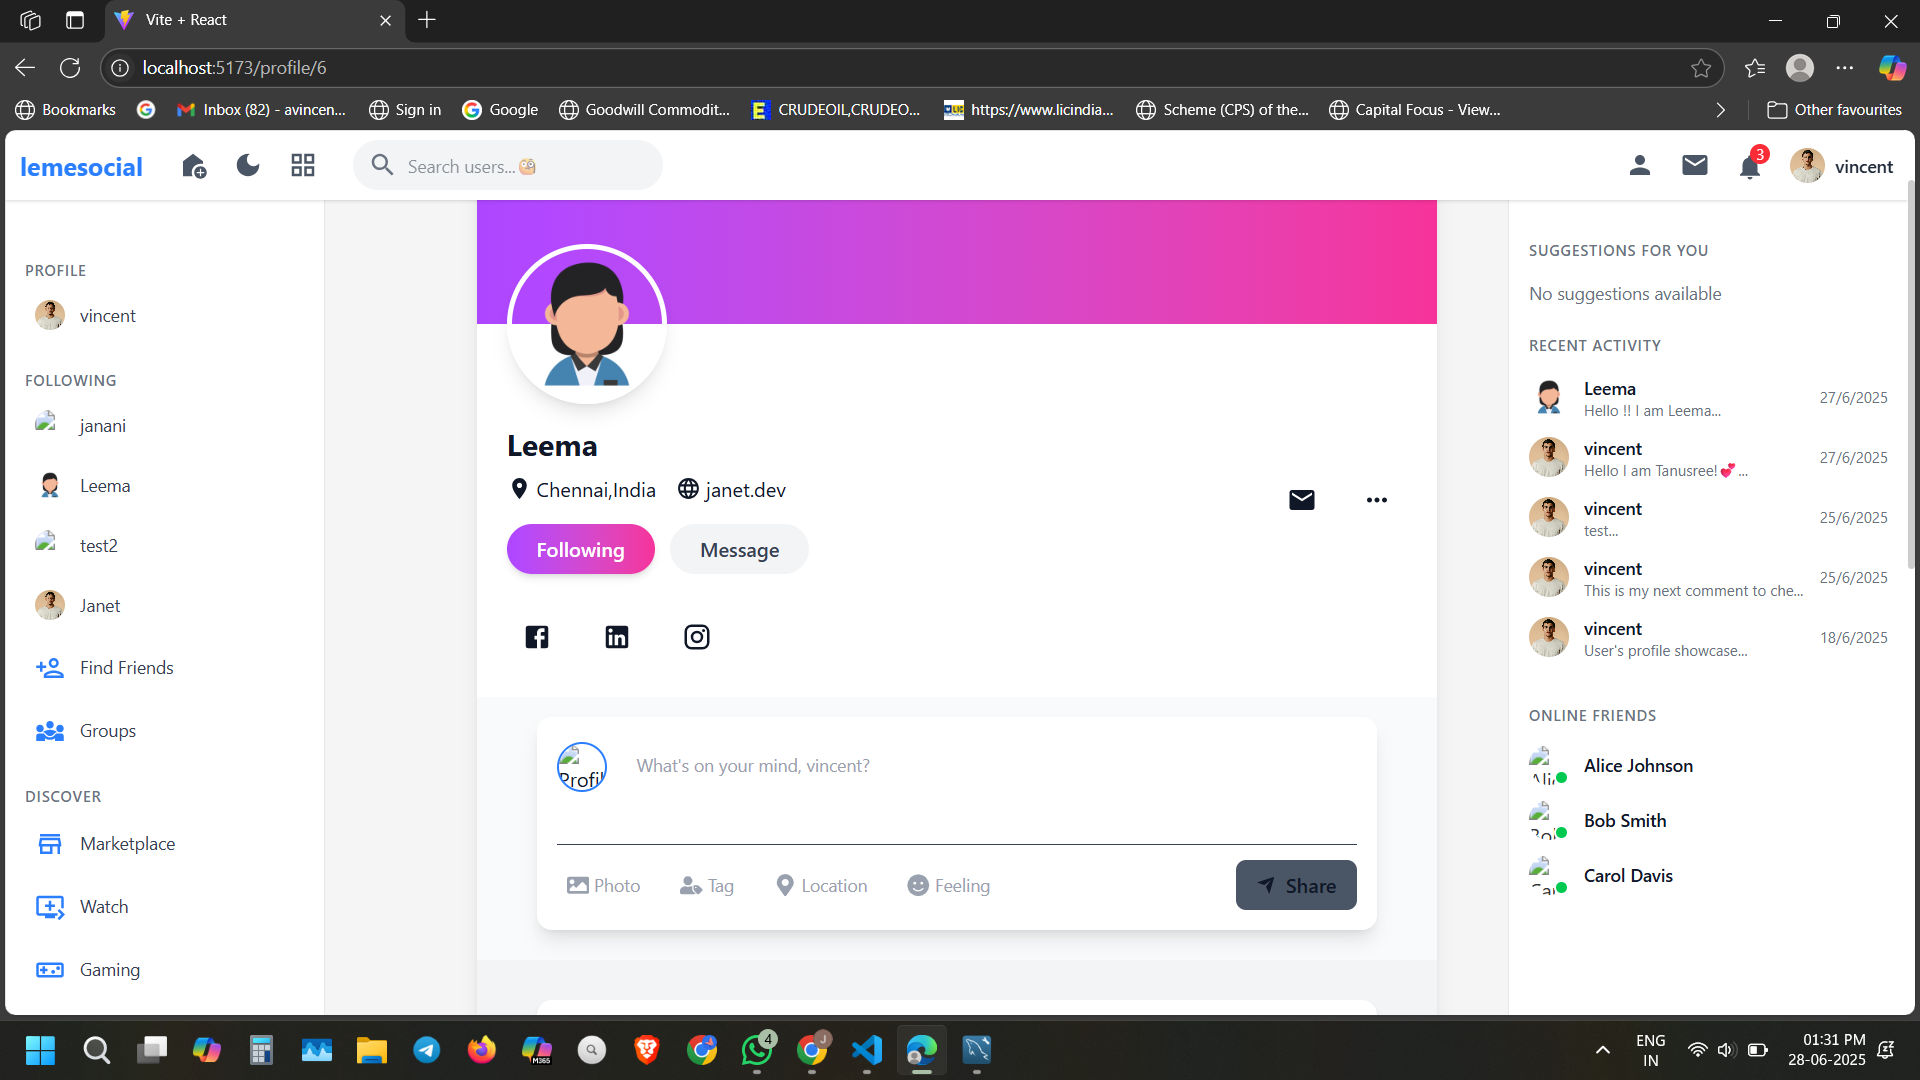 Vite + React
localhost:5173/profile/6
Bookmarks
Inbox (82) - avincen...
Sign in
Google
Goodwill Commodit...
CRUDEOIL,CRUDEO...
https://www.licindia...
Scheme (CPS) of the...
Capital Focus - View...
Other favourites
lemesocial
Search users...🧐
3
vincent
PROFILE
vincent
FOLLOWING
janani
Leema
test2
Janet
Find Friends
Groups
DISCOVER
Marketplace
Watch
Gaming
Leema
Chennai,India
janet.dev
Following
Message
Profil
What's on your mind, vincent?
Photo
Tag
Location
Feeling
Share
SUGGESTIONS FOR YOU
No suggestions available
RECENT ACTIVITY
Leema
Hello !! I am Leema...
27/6/2025
vincent
Hello I am Tanusree!💕 ...
27/6/2025
vincent
test...
25/6/2025
vincent
This is my next comment to che...
25/6/2025
vincent
User's profile showcase...
18/6/2025
ONLINE FRIENDS
Alice Johnson
Bob Smith
Carol Davis
M365
4
J
ENG
IN
01:31 PM
28-06-2025